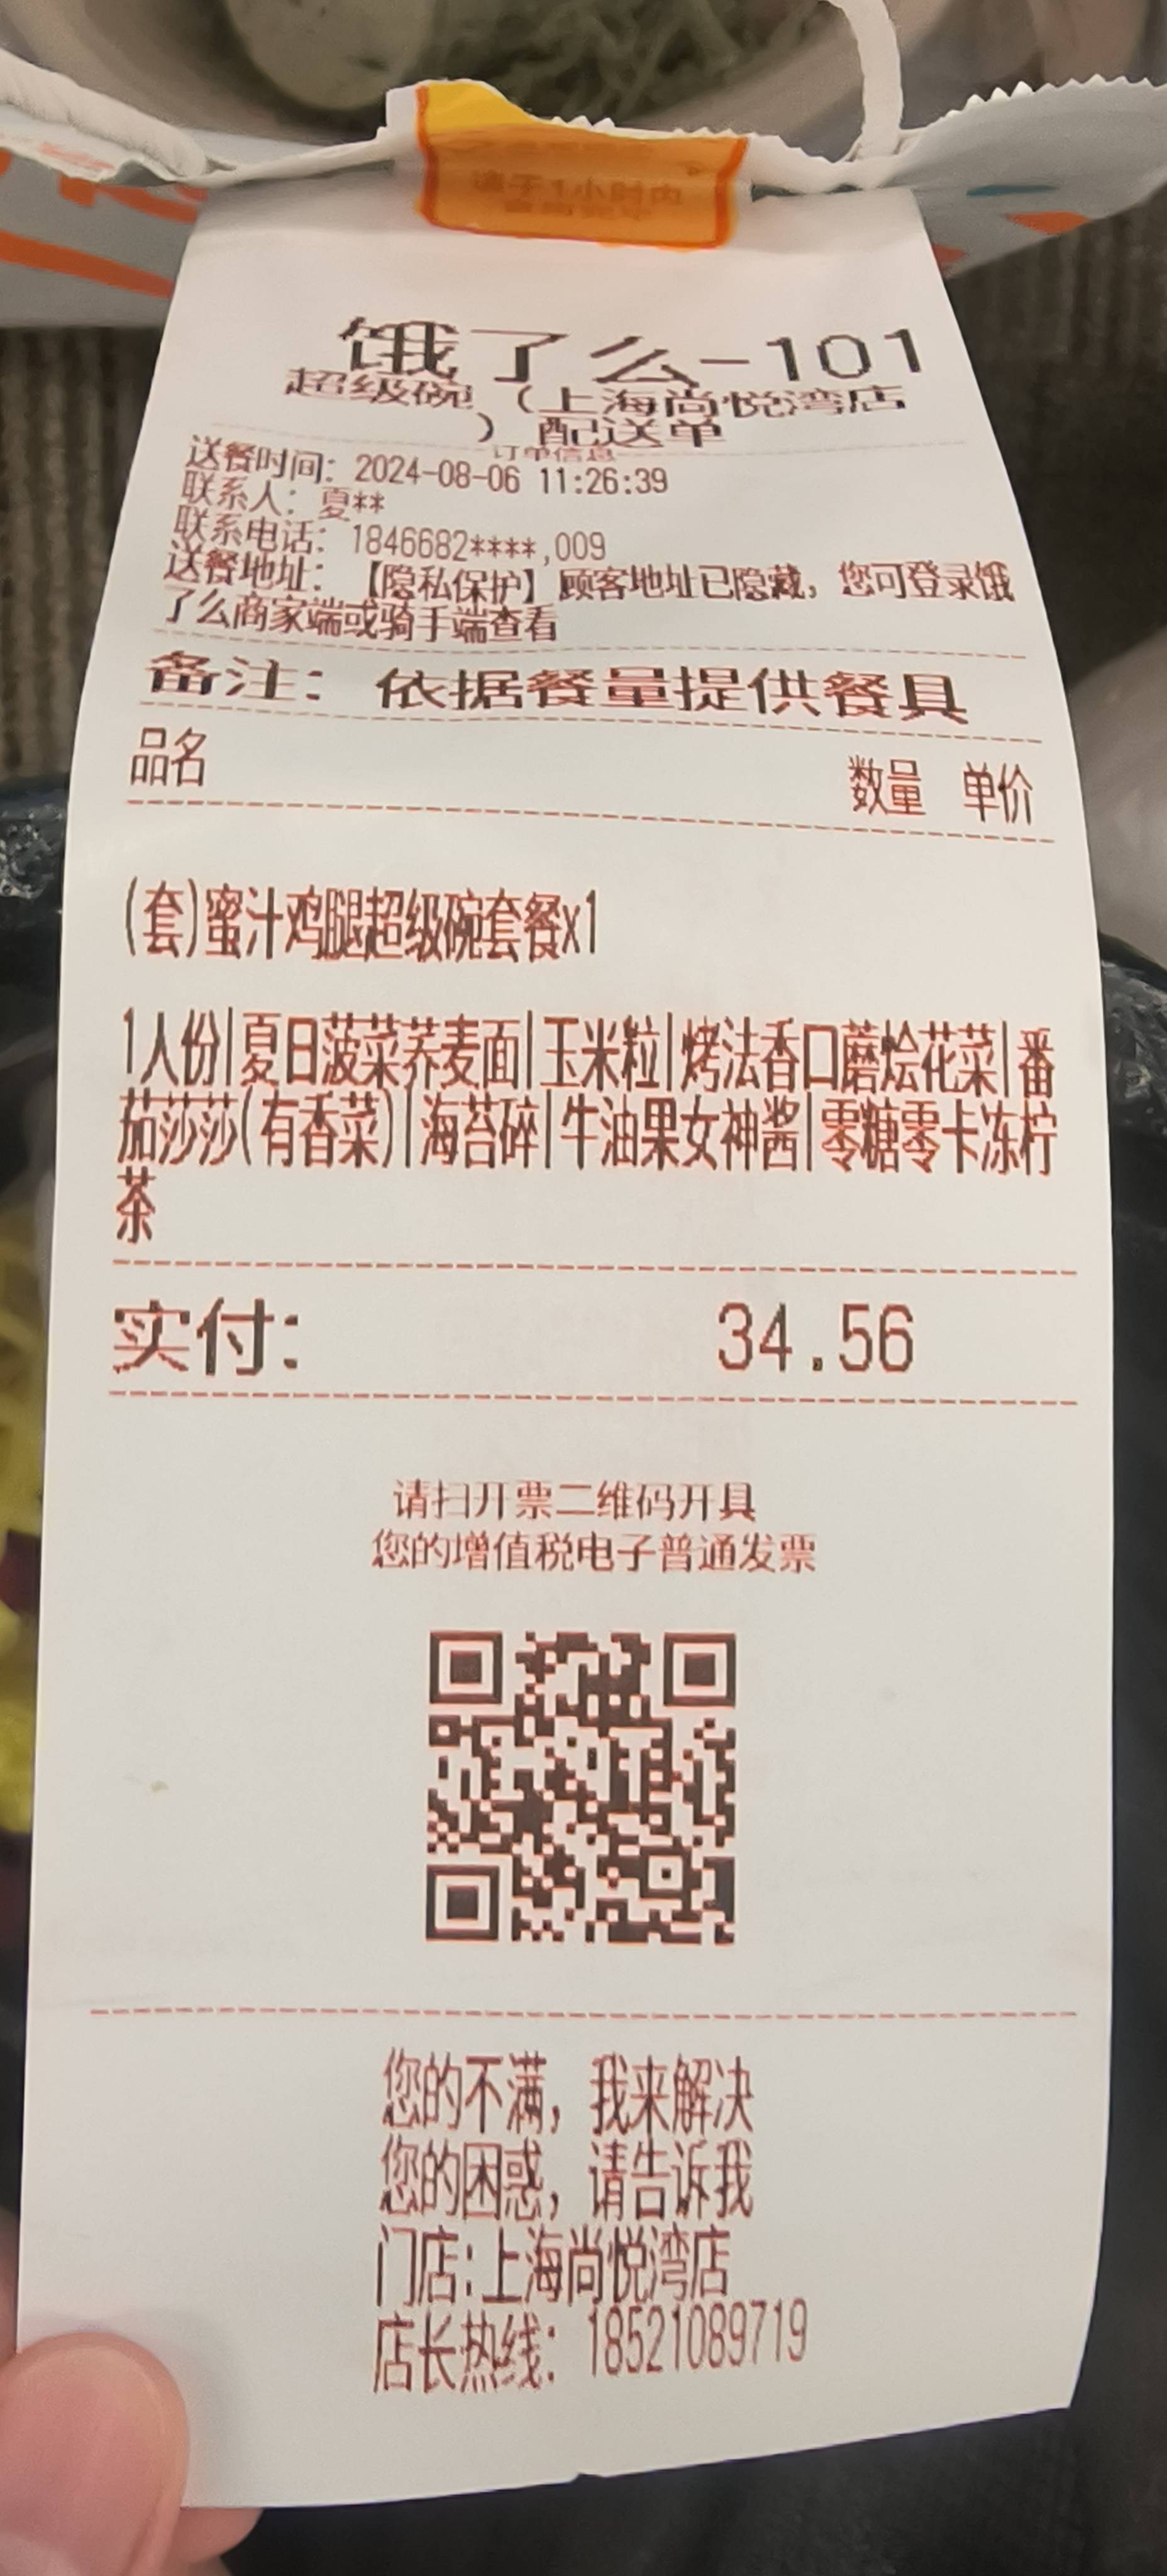 请于1小时内
饿了么-101
超级碗（上海尚悦湾店
）配送单
订单信息
送餐时间：2024-08-06 11:26:39
联系人：夏**
联系电话：1846682****,009
送餐地址：【隐私保护】顾客地址已隐藏，您可登录饿
了么商家端或骑手端查看
备注：依据餐量提供餐具
品名 数量 单价
(套)蜜汁鸡腿超级碗套餐x1
1人份|夏日菠菜荞麦面|玉米粒|烤法香口蘑烩花菜|番
茄莎莎(有香菜)|海苔碎|牛油果女神酱|零糖零卡冻柠
茶
实付： 34.56
请扫开票二维码开具
您的增值税电子普通发票
您的不满，我来解决
您的困惑，请告诉我
门店:上海尚悦湾店
店长热线：18521089719